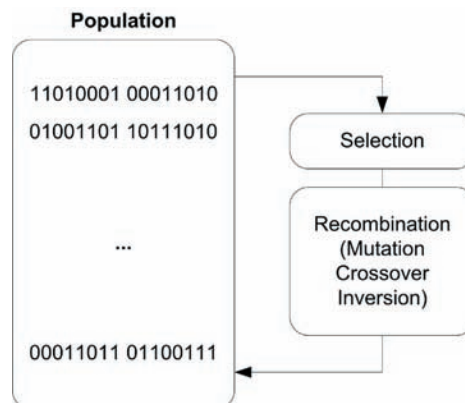 Population
11010001 00011010
01001101 10111010
...
00011011 01100111
Selection
Recombination
(Mutation
Crossover
Inversion)